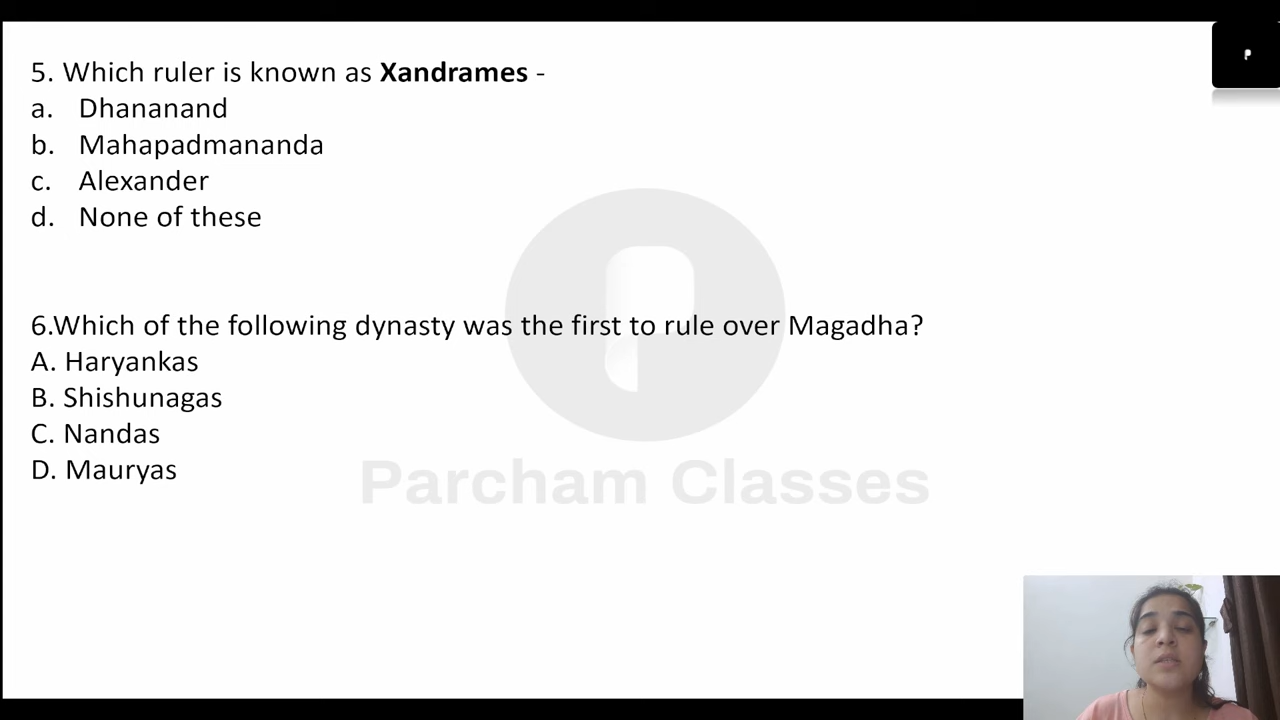 5. Which ruler is known as Xandrames -
a. Dhananand
b. Mahapadmananda
c. Alexander
d. None of these
6.Which of the following dynasty was the first to rule over Magadha?
A. Haryankas
B. Shishunagas
C. Nandas
D. Mauryas
Parcham Classes